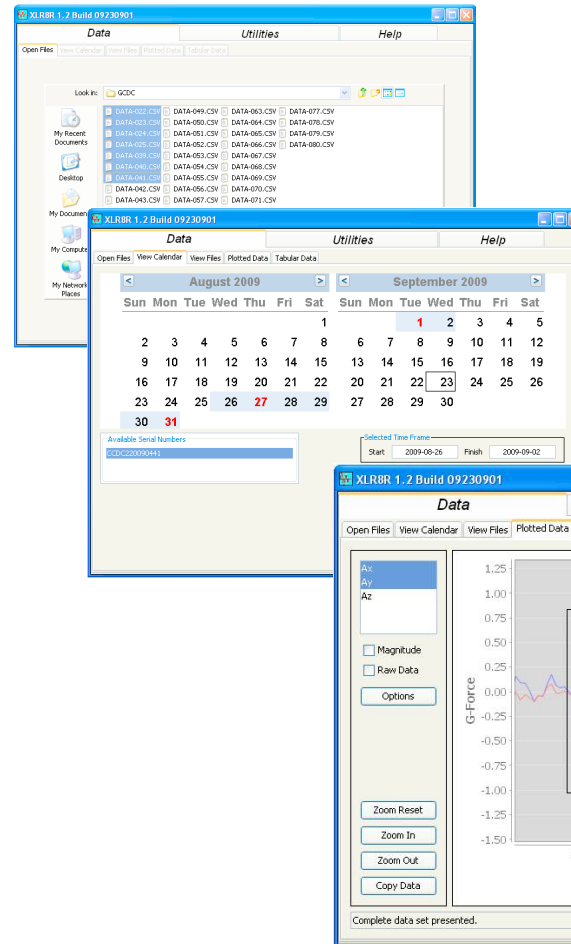 XLR8R 1.2 Build 09230901
Data Utilities Help
Open Files View Calendar View Files Plotted Data Tabular Data
Look in: GCDC
My Recent Documents
Desktop
My Documen
My Compute
My Network Places
DATA-022.CSV DATA-049.CSV DATA-063.CSV DATA-077.CSV
DATA-023.CSV DATA-050.CSV DATA-064.CSV DATA-078.CSV
DATA-024.CSV DATA-051.CSV DATA-065.CSV DATA-079.CSV
DATA-025.CSV DATA-052.CSV DATA-066.CSV DATA-080.CSV
DATA-039.CSV DATA-053.CSV DATA-067.CSV
DATA-040.CSV DATA-054.CSV DATA-068.CSV
DATA-041.CSV DATA-055.CSV DATA-069.CSV
DATA-042.CSV DATA-056.CSV DATA-070.CSV
DATA-043.CSV DATA-057.CSV DATA-071.CSV
XLR8R 1.2 Build 09230901
Data Utilities Help
Open Files View Calendar View Files Plotted Data Tabular Data
< August 2009 > < September 2009 >
Sun Mon Tue Wed Thu Fri Sat Sun Mon Tue Wed Thu Fri Sat
1 1 2 3 4 5
2 3 4 5 6 7 8 6 7 8 9 10 11 12
9 10 11 12 13 14 15 13 14 15 16 17 18 19
16 17 18 19 20 21 22 20 21 22 23 24 25 26
23 24 25 26 27 28 29 27 28 29 30
30 31
Available Serial Numbers
CCDC220090441
Selected Time Frame
Start 2009-08-26 Finish 2009-09-02
XLR8R 1.2 Build 09230901
Data
Open Files View Calendar View Files Plotted Data
Ax
Ay
Az
Magnitude
Raw Data
Options
Zoom Reset
Zoom In
Zoom Out
Copy Data
G-Force
1.25
1.00
0.75
0.50
0.25
0.00
-0.25
-0.50
-0.75
-1.00
-1.25
-1.50
Complete data set presented.